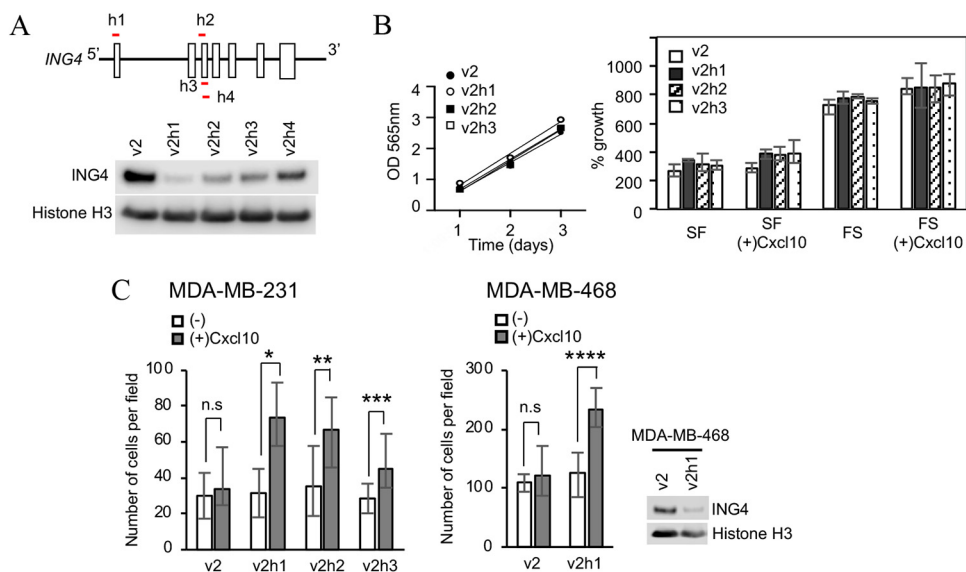 A
h1
h2
ING4
5'
3'
h3
h4
v2
v2h1
v2h2
v2h3
v2h4
ING4
Histone H3
B
v2
v2h1
v2h2
v2h3
OD 565nm
4
3
2
1
0
1 2 3
Time (days)
v2
v2h1
v2h2
v2h3
% growth
1000
800
600
400
200
0
SF
SF
(+)Cxcl10
FS
FS
(+)Cxcl10
C
MDA-MB-231
(-)
(+)Cxcl10
Number of cells per field
100
80
60
40
20
0
n.s
*
**
***
v2 v2h1 v2h2 v2h3
MDA-MB-468
(-)
(+)Cxcl10
Number of cells per field
300
200
100
0
n.s
****
v2 v2h1
MDA-MB-468
v2
v2h1
ING4
Histone H3